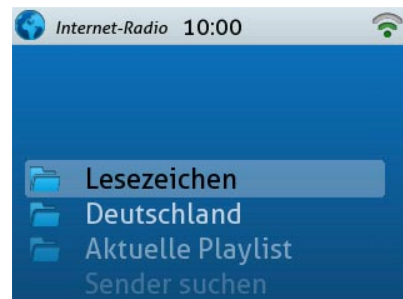 Internet-Radio 10:00
Lesezeichen
Deutschland
Aktuelle Playlist
Sender suchen